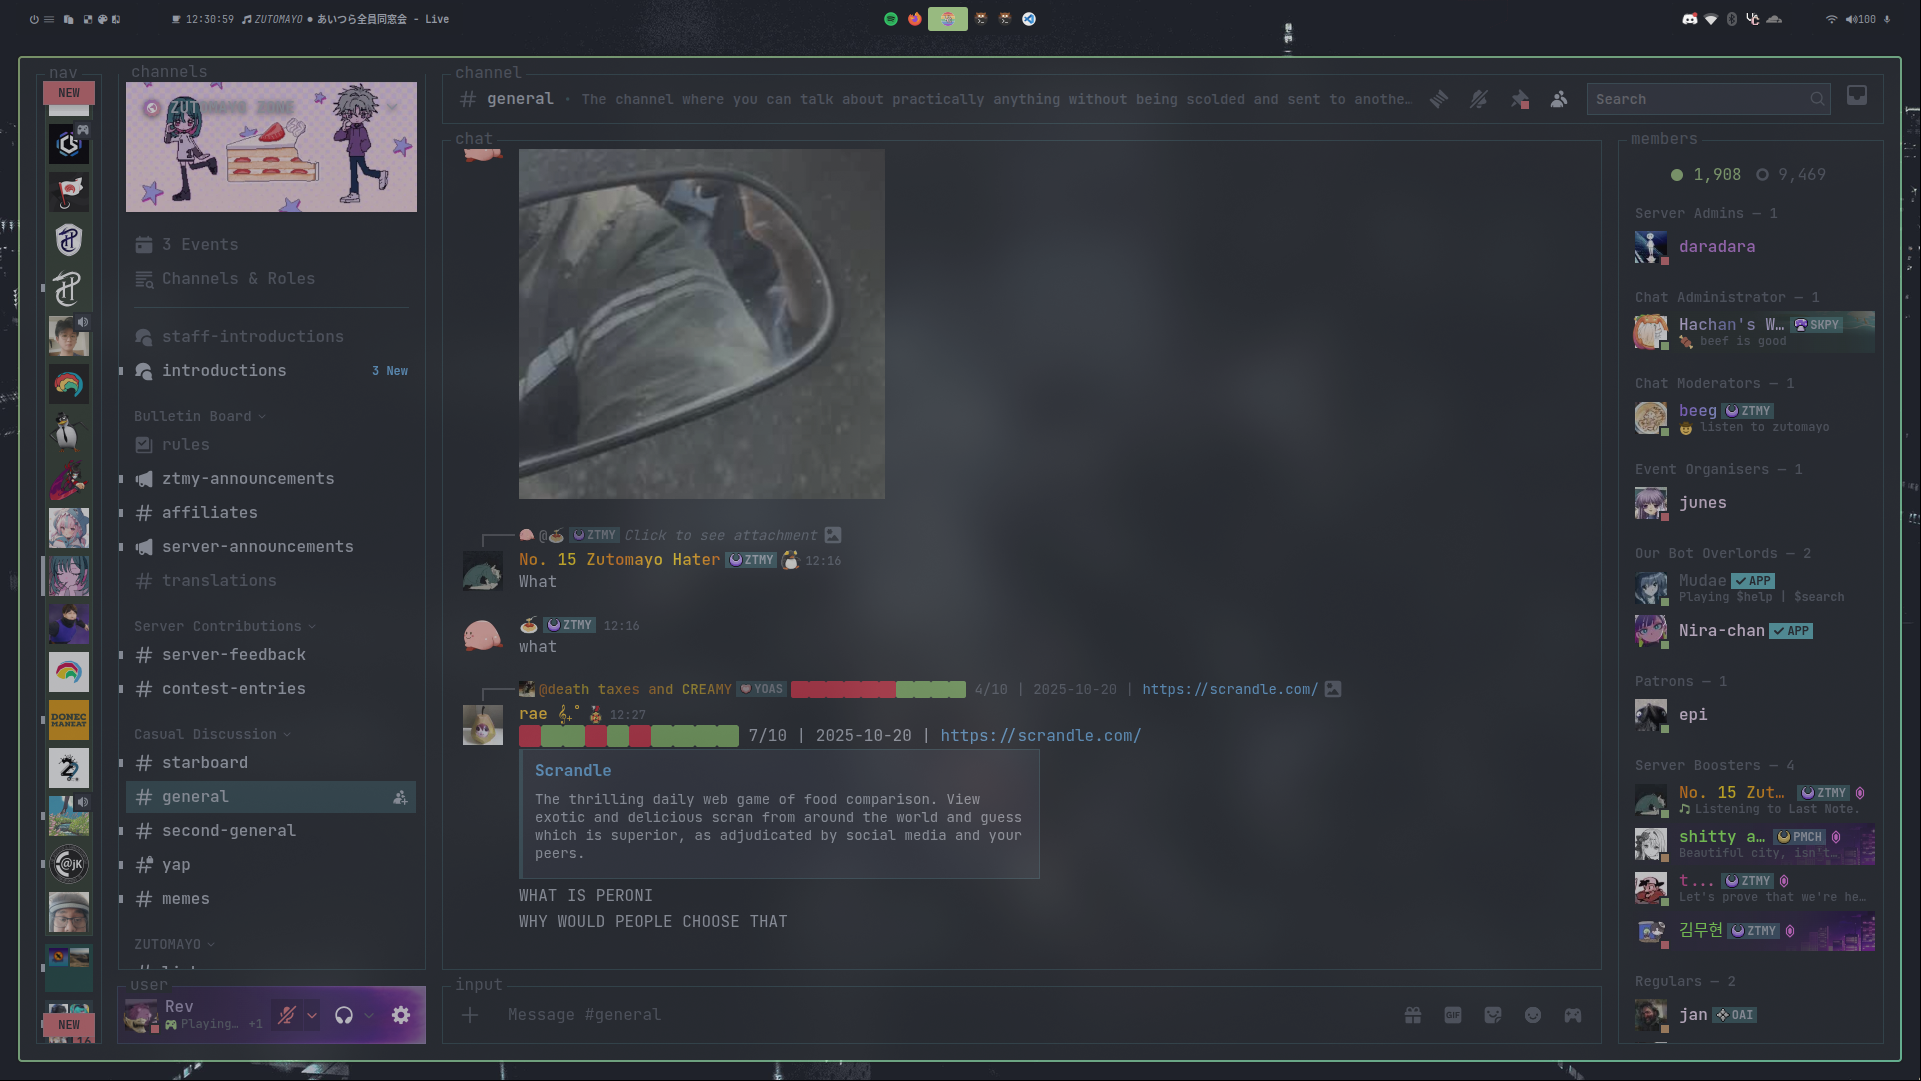 12:30:59 ZUTOMAYO ● あいつら全員同窓会 - Live
100
nav
NEW
DONEC
MANEAT
@jK
NEW
channels
ZUTOMAYO ZONE
3 Events
Channels & Roles
staff-introductions
introductions 3 New
Bulletin Board
rules
ztmy-announcements
affiliates
server-announcements
translations
Server Contributions
server-feedback
contest-entries
Casual Discussion
starboard
general
second-general
yap
memes
ZUTOMAYO
user
Rev
Playing… +1
channel
general • The channel where you can talk about practically anything without being scolded and sent to anothe…
Search
chat
@ ZTMY Click to see attachment
No. 15 Zutomayo Hater ZTMY 12:16
What
ZTMY 12:16
what
@death taxes and CREAMY YOAS 4/10 | 2025-10-20 | https://scrandle.com/
rae 12:27
7/10 | 2025-10-20 | https://scrandle.com/
Scrandle
The thrilling daily web game of food comparison. View
exotic and delicious scran from around the world and guess
which is superior, as adjudicated by social media and your
peers.
WHAT IS PERONI
WHY WOULD PEOPLE CHOOSE THAT
input
Message #general
GIF
members
1,908 9,469
Server Admins — 1
daradara
Chat Administrator — 1
Hachan's W… SKPY
beef is good
Chat Moderators — 1
beeg ZTMY
listen to zutomayo
Event Organisers — 1
junes
Our Bot Overlords — 2
Mudae APP
Playing $help | $search
Nira-chan APP
Patrons — 1
epi
Server Boosters — 4
No. 15 Zut… ZTMY
Listening to Last Note.
shitty a… PMCH
Beautiful city, isn't…
t... ZTMY
Let's prove that we're he…
김무현 ZTMY
Regulars — 2
jan OAI